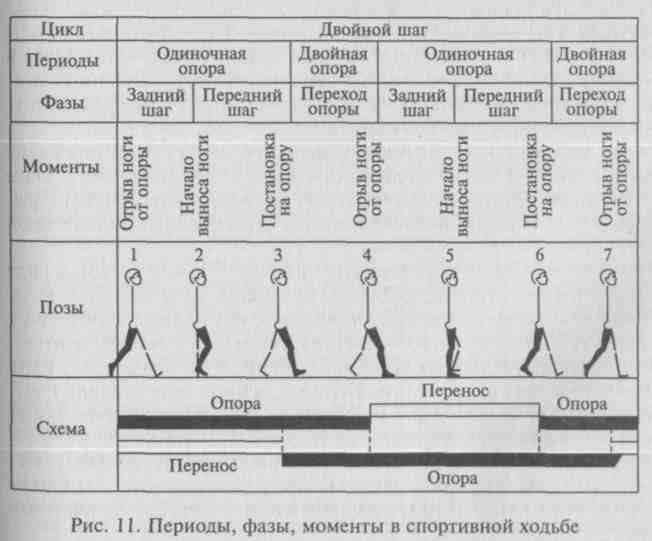 Цикл
Двойной шаг
Периоды
Одиночная
опора
Двойная
опора
Одиночная
опора
Двойная
опора
Фазы
Задний
шаг
Передний
шаг
Переход
опоры
Задний
шаг
Передний
шаг
Переход
опоры
Моменты
Отрыв ноги
от опоры
Начало
выноса ноги
Постановка
на опору
Отрыв ноги
от опоры
Начало
выноса ноги
Постановка
на опору
Отрыв ноги
от опоры
Позы
1 2 3 4 5 6 7
Схема
Опора
Перенос
Опора
Перенос
Опора
Рис. 11. Периоды, фазы, моменты в спортивной ходьбе